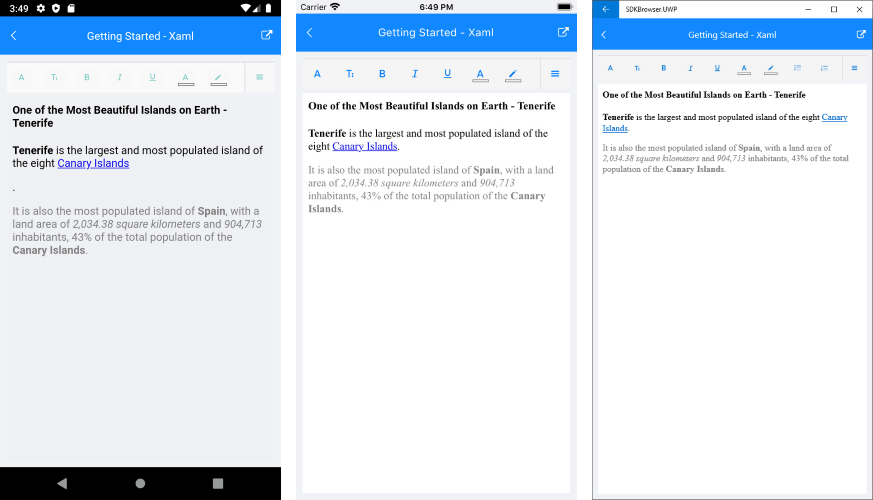 3:49
Getting Started - Xaml
A T B I U A
One of the Most Beautiful Islands on Earth -
Tenerife
Tenerife is the largest and most populated island of
the eight Canary Islands
.
It is also the most populated island of Spain, with a
land area of 2,034.38 square kilometers and 904,713
inhabitants, 43% of the total population of the
Canary Islands.
Carrier 6:49 PM
Getting Started - Xaml
A T B I U A
One of the Most Beautiful Islands on Earth - Tenerife
Tenerife is the largest and most populated island of the
eight Canary Islands.
It is also the most populated island of Spain, with a land
area of 2,034.38 square kilometers and 904,713
inhabitants, 43% of the total population of the Canary
Islands.
SDKBrowser.UWP
Getting Started - Xaml
A T B I U A
One of the Most Beautiful Islands on Earth - Tenerife
Tenerife is the largest and most populated island of the eight Canary
Islands.
It is also the most populated island of Spain, with a land area of
2,034.38 square kilometers and 904,713 inhabitants, 43% of the total
population of the Canary Islands.